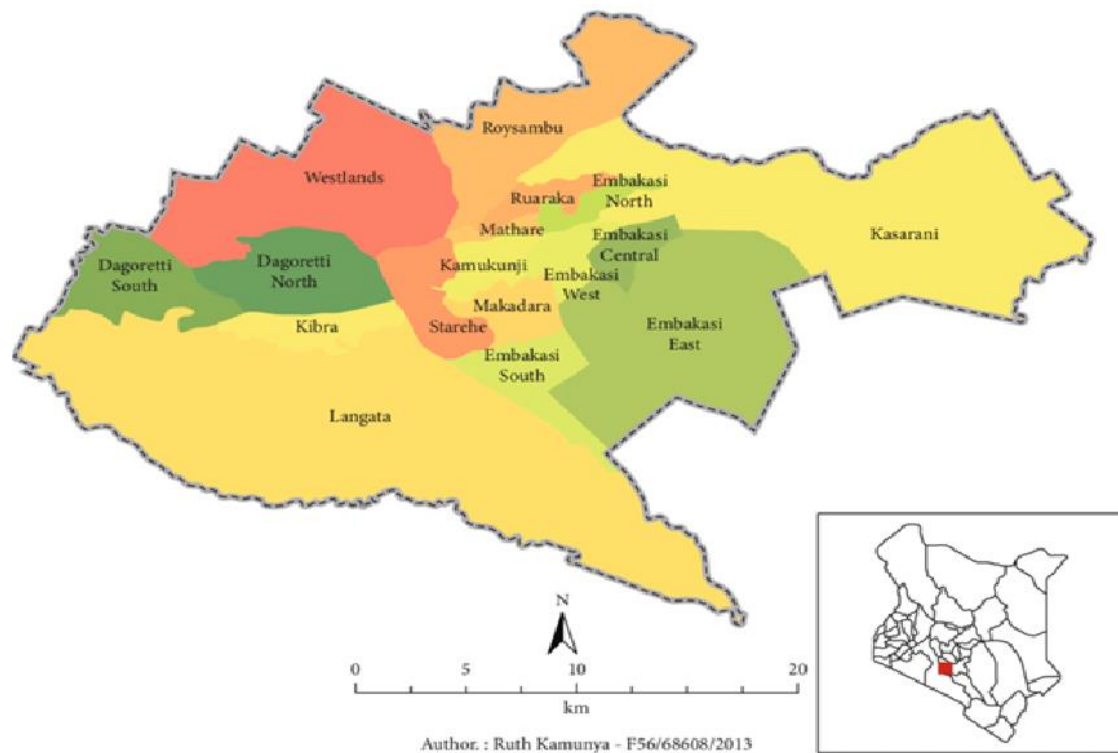 Roysambu
Westlands
Ruaraka
Embakasi
North
Mathare
Kasarani
Dagoretti
South
Dagoretti
North
Kamukunji
Embakasi
Central
Embakasi
West
Makadara
Kibra
Starehe
Embakasi
East
Embakasi
South
Langata
N
0 5 10 20
km
Author. : Ruth Kamunya - F56/68608/2013